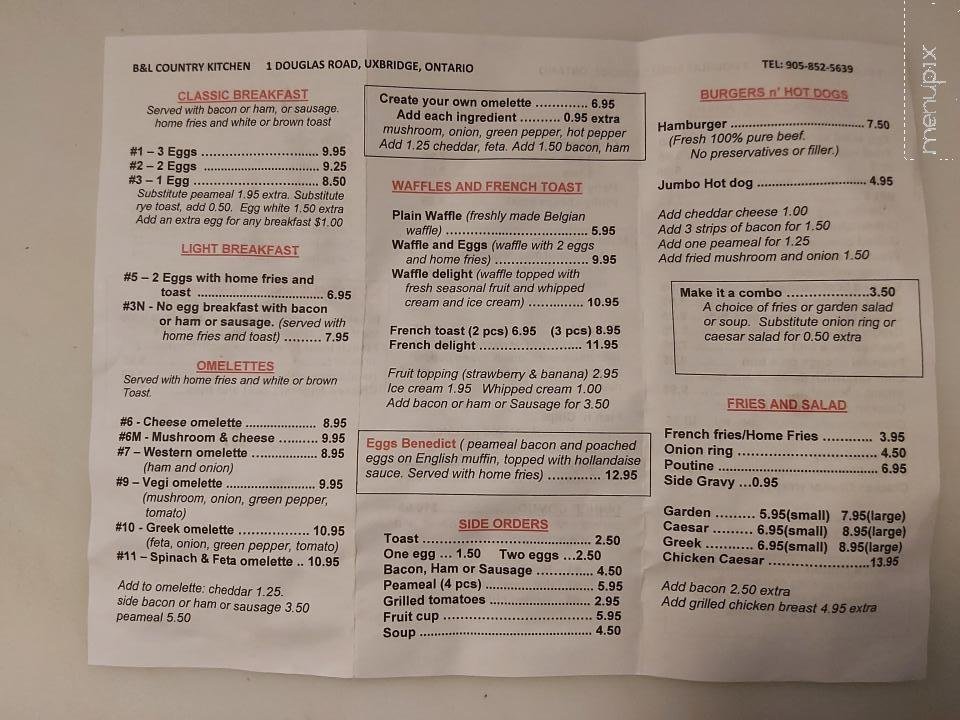 B&L COUNTRY KITCHEN 1 DOUGLAS ROAD, UXBRIDGE, ONTARIO
TEL: 905-852-5639
CLASSIC BREAKFAST
Served with bacon or ham, or sausage.
home fries and white or brown toast
#1 – 3 Eggs ........................ 9.95
#2 – 2 Eggs ........................ 9.25
#3 – 1 Egg .......................... 8.50
Substitute peameal 1.95 extra. Substitute
rye toast, add 0.50. Egg white 1.50 extra
Add an extra egg for any breakfast $1.00
LIGHT BREAKFAST
#5 – 2 Eggs with home fries and
toast .......................... 6.95
#3N - No egg breakfast with bacon
or ham or sausage. (served with
home fries and toast) ......... 7.95
OMELETTES
Served with home fries and white or brown
Toast.
#6 - Cheese omelette .................. 8.95
#6M - Mushroom & cheese .......... 9.95
#7 – Western omelette ................ 8.95
(ham and onion)
#9 – Vegi omelette ...................... 9.95
(mushroom, onion, green pepper,
tomato)
#10 - Greek omelette ................. 10.95
(feta, onion, green pepper, tomato)
#11 – Spinach & Feta omelette .. 10.95
Add to omelette: cheddar 1.25.
side bacon or ham or sausage 3.50
peameal 5.50
Create your own omelette ............ 6.95
Add each ingredient .......... 0.95 extra
mushroom, onion, green pepper, hot pepper
Add 1.25 cheddar, feta. Add 1.50 bacon, ham
WAFFLES AND FRENCH TOAST
Plain Waffle (freshly made Belgian
waffle) ................................. 5.95
Waffle and Eggs (waffle with 2 eggs
and home fries) ..................... 9.95
Waffle delight (waffle topped with
fresh seasonal fruit and whipped
cream and ice cream) ............. 10.95
French toast (2 pcs) 6.95 (3 pcs) 8.95
French delight ....................... 11.95
Fruit topping (strawberry & banana) 2.95
Ice cream 1.95 Whipped cream 1.00
Add bacon or ham or Sausage for 3.50
Eggs Benedict ( peameal bacon and poached
eggs on English muffin, topped with hollandaise
sauce. Served with home fries) ............ 12.95
SIDE ORDERS
Toast ....................................... 2.50
One egg ... 1.50 Two eggs ...2.50
Bacon, Ham or Sausage ............ 4.50
Peameal (4 pcs) ........................ 5.95
Grilled tomatoes ....................... 2.95
Fruit cup ................................... 5.95
Soup ......................................... 4.50
BURGERS n' HOT DOGS
Hamburger .............................. 7.50
(Fresh 100% pure beef.
No preservatives or filler.)
Jumbo Hot dog ........................ 4.95
Add cheddar cheese 1.00
Add 3 strips of bacon for 1.50
Add one peameal for 1.25
Add fried mushroom and onion 1.50
Make it a combo ..................3.50
A choice of fries or garden salad
or soup. Substitute onion ring or
caesar salad for 0.50 extra
FRIES AND SALAD
French fries/Home Fries ............ 3.95
Onion ring ................................ 4.50
Poutine .................................... 6.95
Side Gravy ...0.95
Garden ......... 5.95(small) 7.95(large)
Caesar .......... 6.95(small) 8.95(large)
Greek ........... 6.95(small) 8.95(large)
Chicken Caesar ........................13.95
Add bacon 2.50 extra
Add grilled chicken breast 4.95 extra
menupix